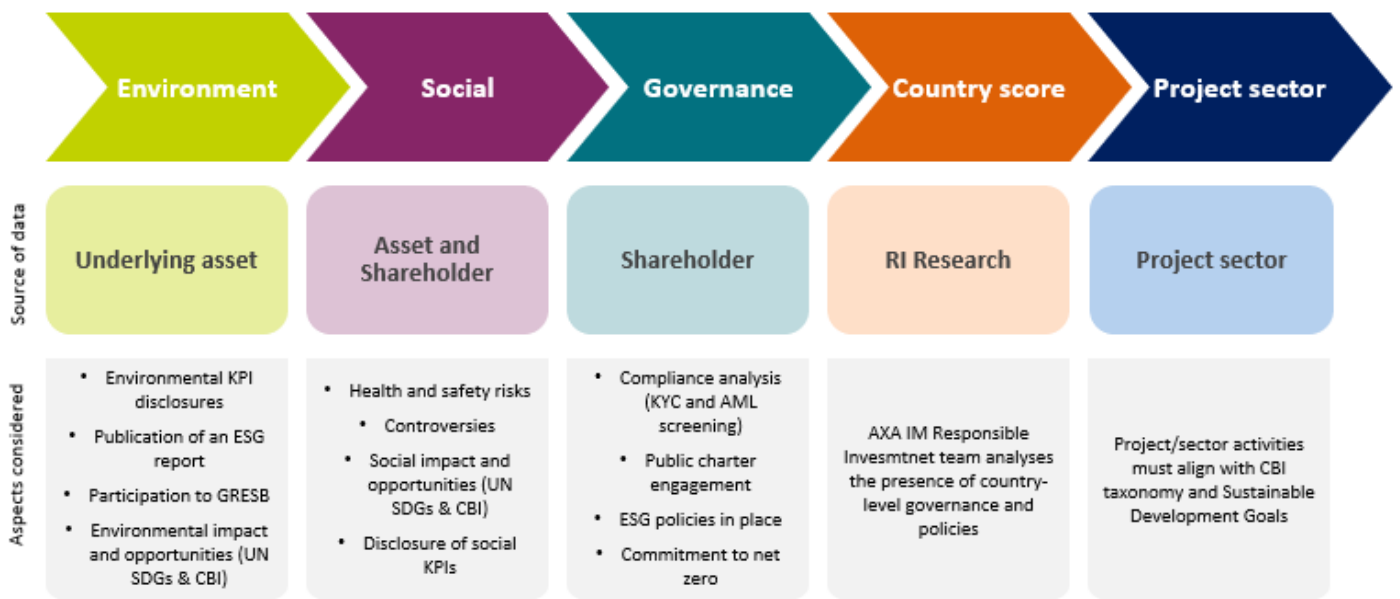 Environment
Social
Governance
Country score
Project sector
Source of data
Underlying asset
Asset and
Shareholder
Shareholder
RI Research
Project sector
Aspects considered
• Environmental KPI
disclosures
• Publication of an ESG
report
• Participation to GRESB
• Environmental impact
and opportunities (UN
SDGs & CBI)
• Health and safety risks
• Controversies
• Social impact and
opportunities (UN
SDGs & CBI)
• Disclosure of social
KPIs
• Compliance analysis
(KYC and AML
screening)
• Public charter
engagement
• ESG policies in place
• Commitment to net
zero
AXA IM Responsible
Invesmtnet team analyses
the presence of country-
level governance and
policies
Project/sector activities
must align with CBI
taxonomy and Sustainable
Development Goals